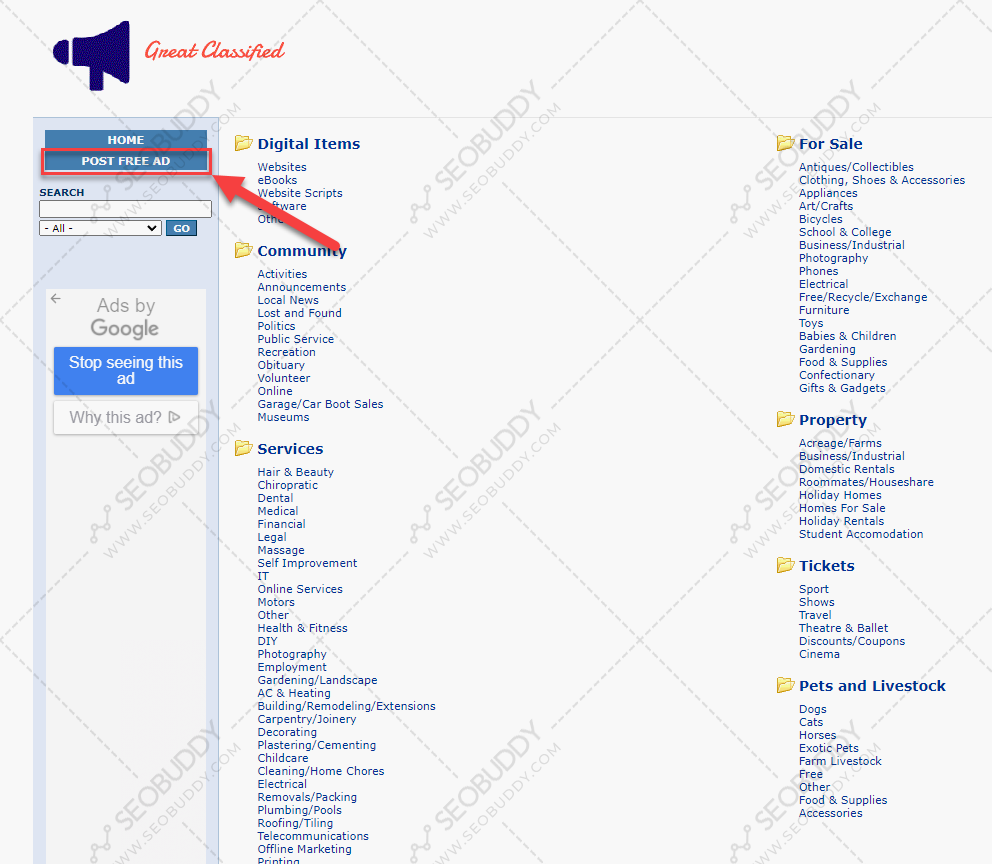 Great Classified
HOME
POST FREE AD
SEARCH
- All -
GO
Ads by
Google
Stop seeing this
ad
Why this ad?
Digital Items
Websites
eBooks
Website Scripts
Software
Community
Activities
Announcements
Local News
Lost and Found
Politics
Public Service
Recreation
Obituary
Volunteer
Online
Garage/Car Boot Sales
Museums
Services
Hair & Beauty
Chiropratic
Dental
Medical
Financial
Legal
Massage
Self Improvement
IT
Online Services
Motors
Other
Health & Fitness
DIY
Photography
Employment
Gardening/Landscape
AC & Heating
Building/Remodeling/Extensions
Carpentry/Joinery
Decorating
Plastering/Cementing
Childcare
Cleaning/Home Chores
Electrical
Removals/Packing
Plumbing/Pools
Roofing/Tiling
Telecommunications
Offline Marketing
Printing
For Sale
Antiques/Collectibles
Clothing, Shoes & Accessories
Appliances
Art/Crafts
Bicycles
School & College
Business/Industrial
Photography
Phones
Electrical
Free/Recycle/Exchange
Furniture
Toys
Babies & Children
Gardening
Food & Supplies
Confectionary
Gifts & Gadgets
Property
Acreage/Farms
Business/Industrial
Domestic Rentals
Roommates/Houseshare
Holiday Homes
Homes For Sale
Holiday Rentals
Student Accomodation
Tickets
Sport
Shows
Travel
Theatre & Ballet
Discounts/Coupons
Cinema
Pets and Livestock
Dogs
Cats
Horses
Exotic Pets
Farm Livestock
Free
Other
Food & Supplies
Accessories
SEOBUDDY
WWW.SEOBUDDY.COM